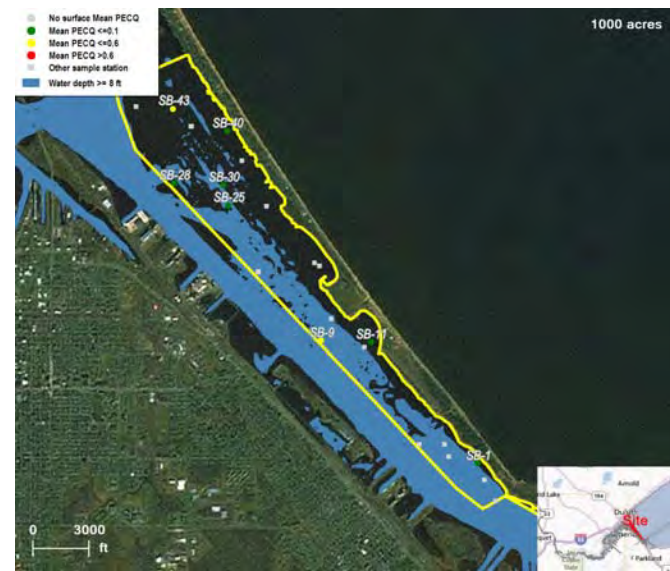 No surface Mean PECQ
Mean PECQ <=0.1
Mean PECQ <=0.6
Mean PECQ >0.6
Other sample station
Water depth >= 8 ft
1000 acres
SB-43
SB-40
SB-28
SB-30
SB-25
SB-9
SB-11
SB-1
0 3000
ft
Arnold
194
Site
Parkland